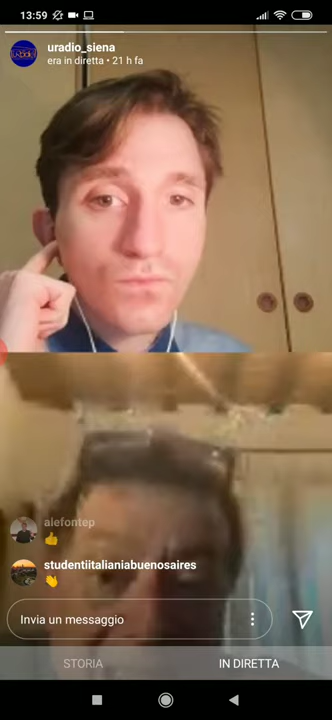 13:59
uradio_siena
era in diretta • 21 h fa
alefontep
👍
studentiitalianiabuenosaires
👏
Invia un messaggio
STORIA
IN DIRETTA